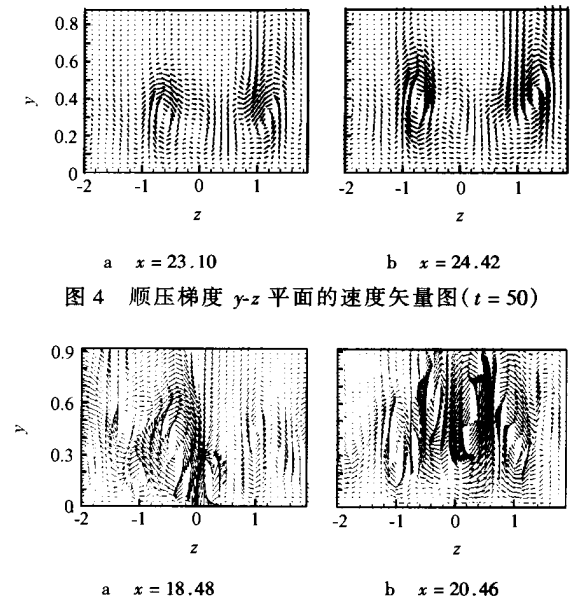 0.8
0.6
0.4
0.2
0
y
-2 -1 0 1
z
-2 -1 0 1
z
a x = 23.10
b x = 24.42
图 4 顺压梯度 y-z 平面的速度矢量图(t = 50)
0.9
0.6
0.3
0
y
-2 -1 0 1
z
-2 -1 0 1
z
a x = 18.48
b x = 20.46